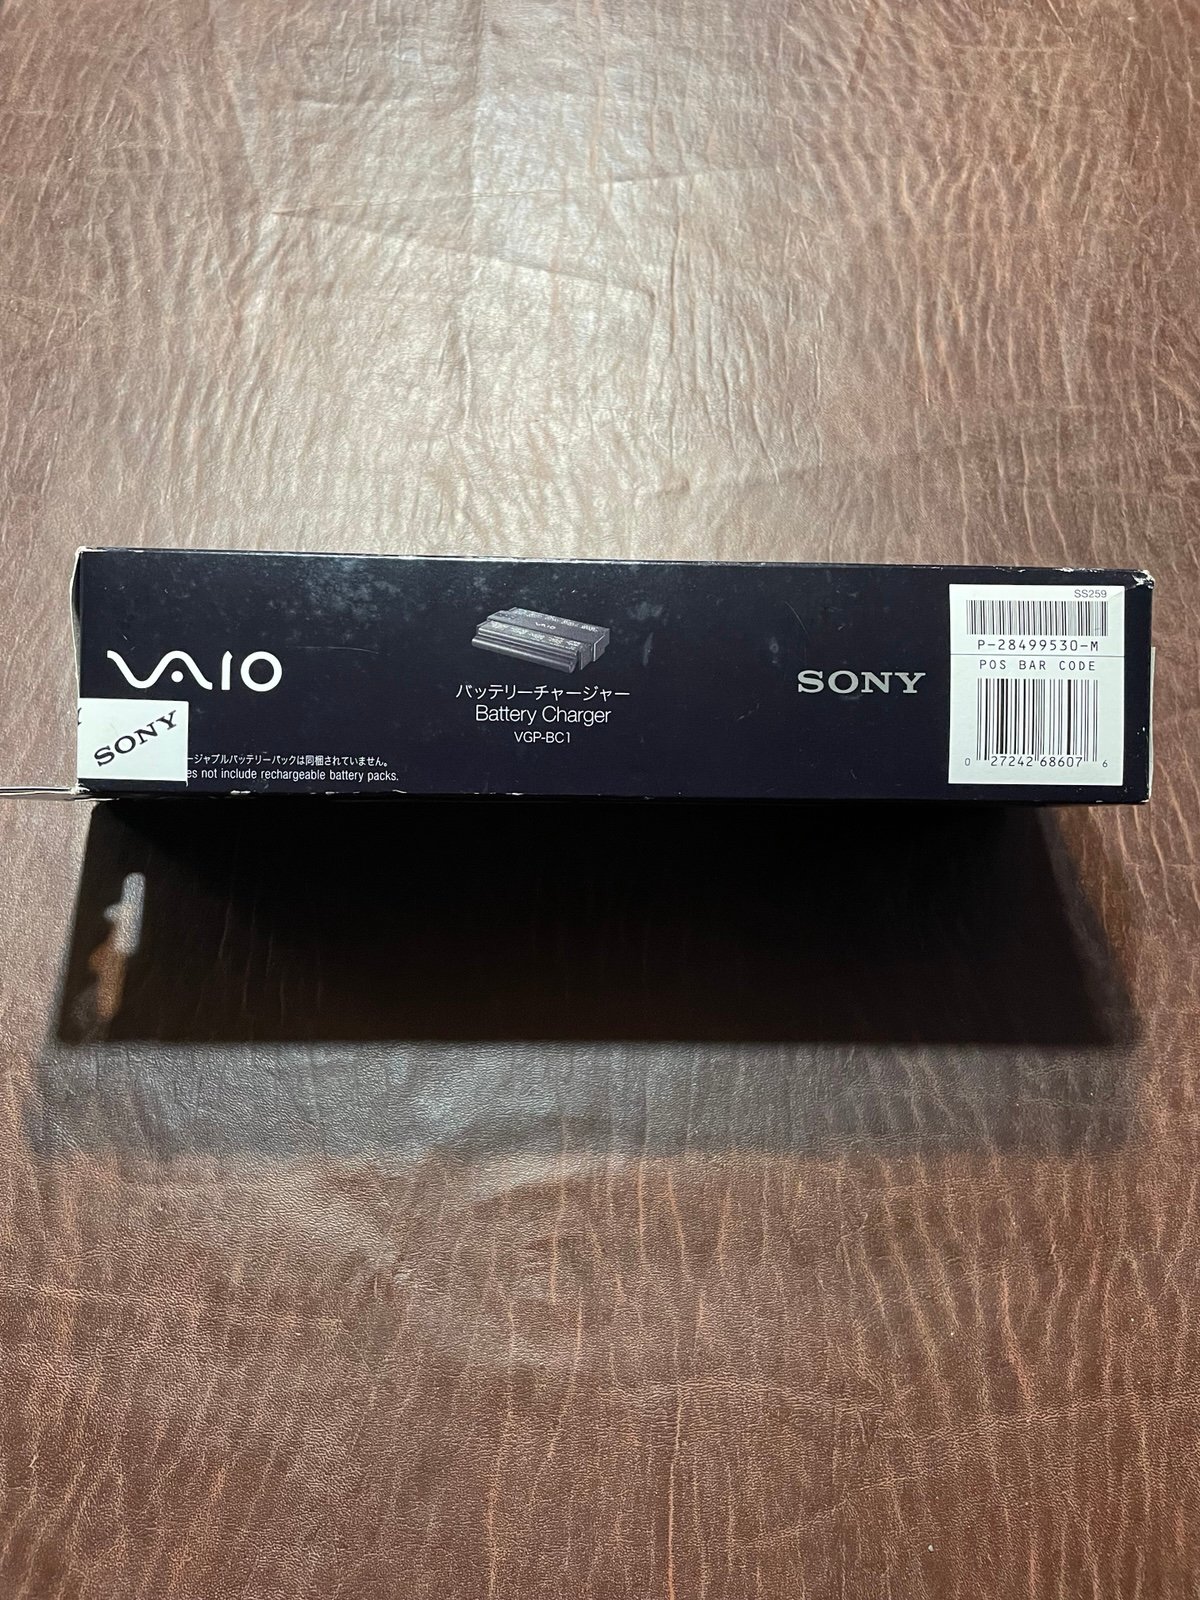 VAIO
SONY
ージャブルバッテリーパックは同梱されていません。
es not include rechargeable battery packs.
VAIO
バッテリーチャージャー
Battery Charger
VGP-BC1
SONY
SS259
P-28499530-M
POS BAR CODE
0 27242 68607 6